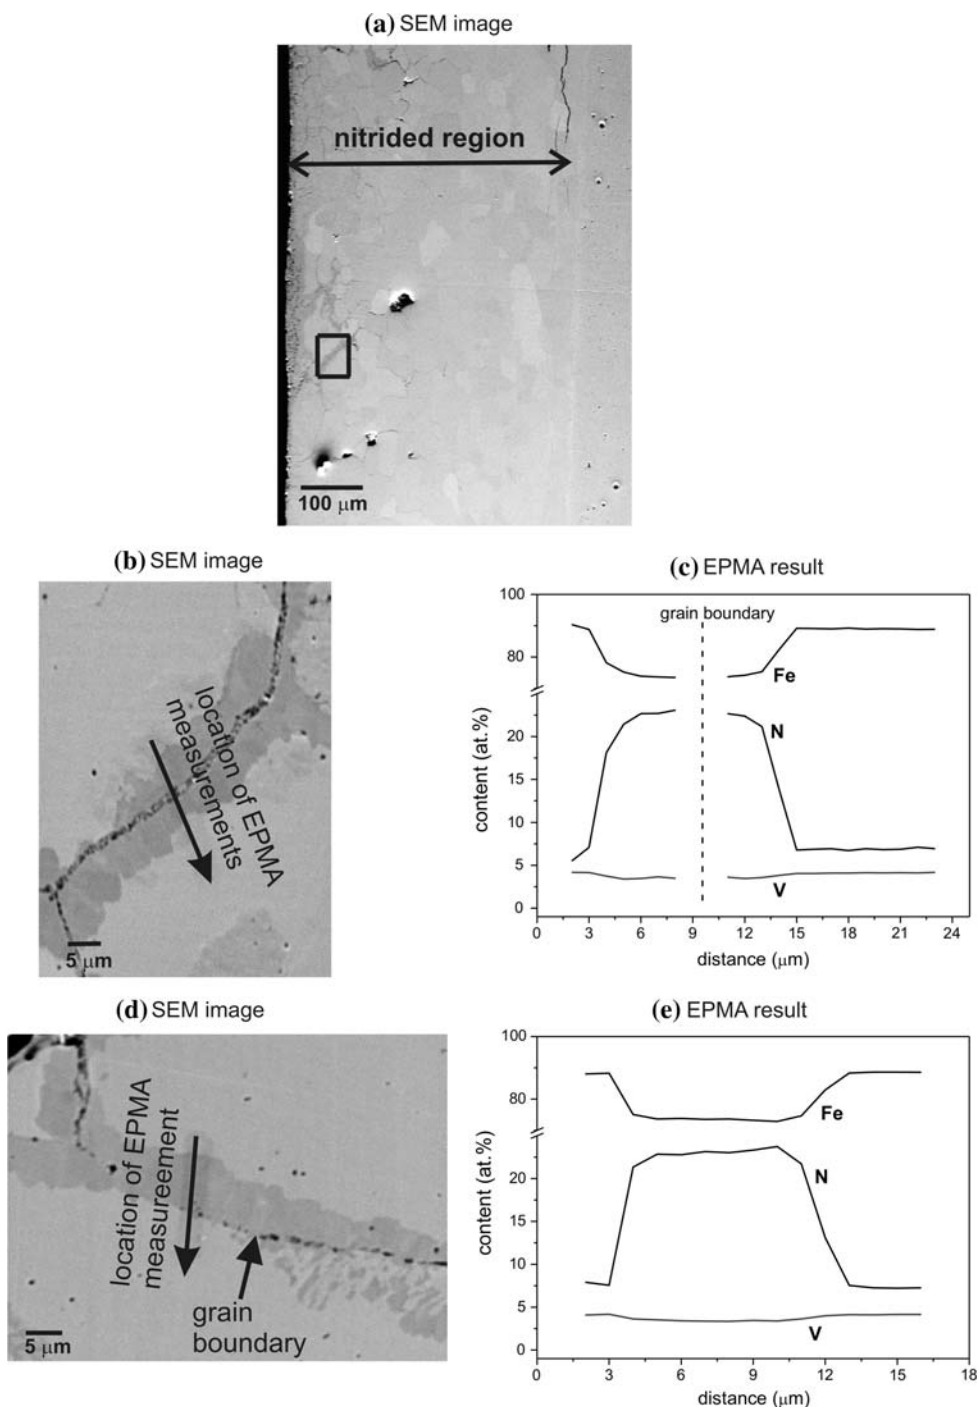 (a) SEM image
nitrided region
100 μm
(b) SEM image
location of EPMA
measurements
5 μm
(c) EPMA result
grain boundary
Fe
N
V
100
80
20
15
10
5
0
content (at.%)
0 3 6 9 12 15 18 21 24
distance (μm)
(d) SEM image
location of EPMA
measureement
grain
boundary
5 μm
(e) EPMA result
Fe
N
V
100
80
20
15
10
5
0
content (at.%)
0 3 6 9 12 15 18
distance (μm)